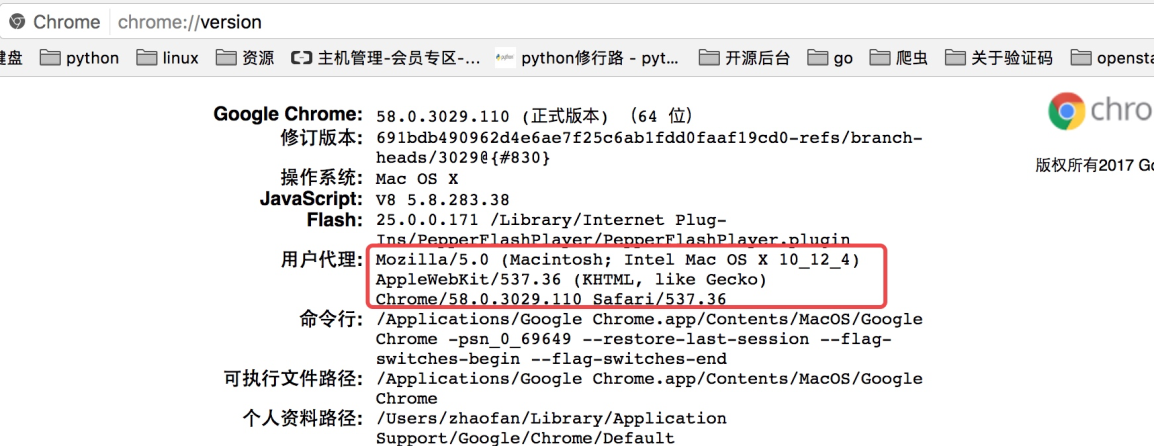 Chrome chrome://version
键盘 python linux 资源 主机管理-会员专区-... python修行路 - pyt... 开源后台 go 爬虫 关于验证码 opensta
Google Chrome: 58.0.3029.110 (正式版本) （64 位）
chro
修订版本: 691bdb490962d4e6ae7f25c6ab1fdd0faaf19cd0-refs/branch-
heads/3029@{#830}
版权所有2017 Go
操作系统: Mac OS X
JavaScript: V8 5.8.283.38
Flash: 25.0.0.171 /Library/Internet Plug-
Ins/PepperFlashPlayer/PepperFlashPlayer.plugin
用户代理: Mozilla/5.0 (Macintosh; Intel Mac OS X 10_12_4)
AppleWebKit/537.36 (KHTML, like Gecko)
Chrome/58.0.3029.110 Safari/537.36
命令行: /Applications/Google Chrome.app/Contents/MacOS/Google
Chrome -psn_0_69649 --restore-last-session --flag-
switches-begin --flag-switches-end
可执行文件路径: /Applications/Google Chrome.app/Contents/MacOS/Google
Chrome
个人资料路径: /Users/zhaofan/Library/Application
Support/Google/Chrome/Default